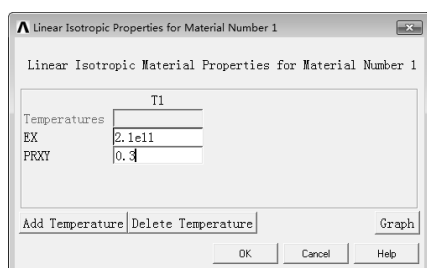 Linear Isotropic Properties for Material Number 1
Linear Isotropic Material Properties for Material Number 1
T1
Temperatures
EX 2.1e11
PRXY 0.3
Add Temperature Delete Temperature Graph
OK Cancel Help